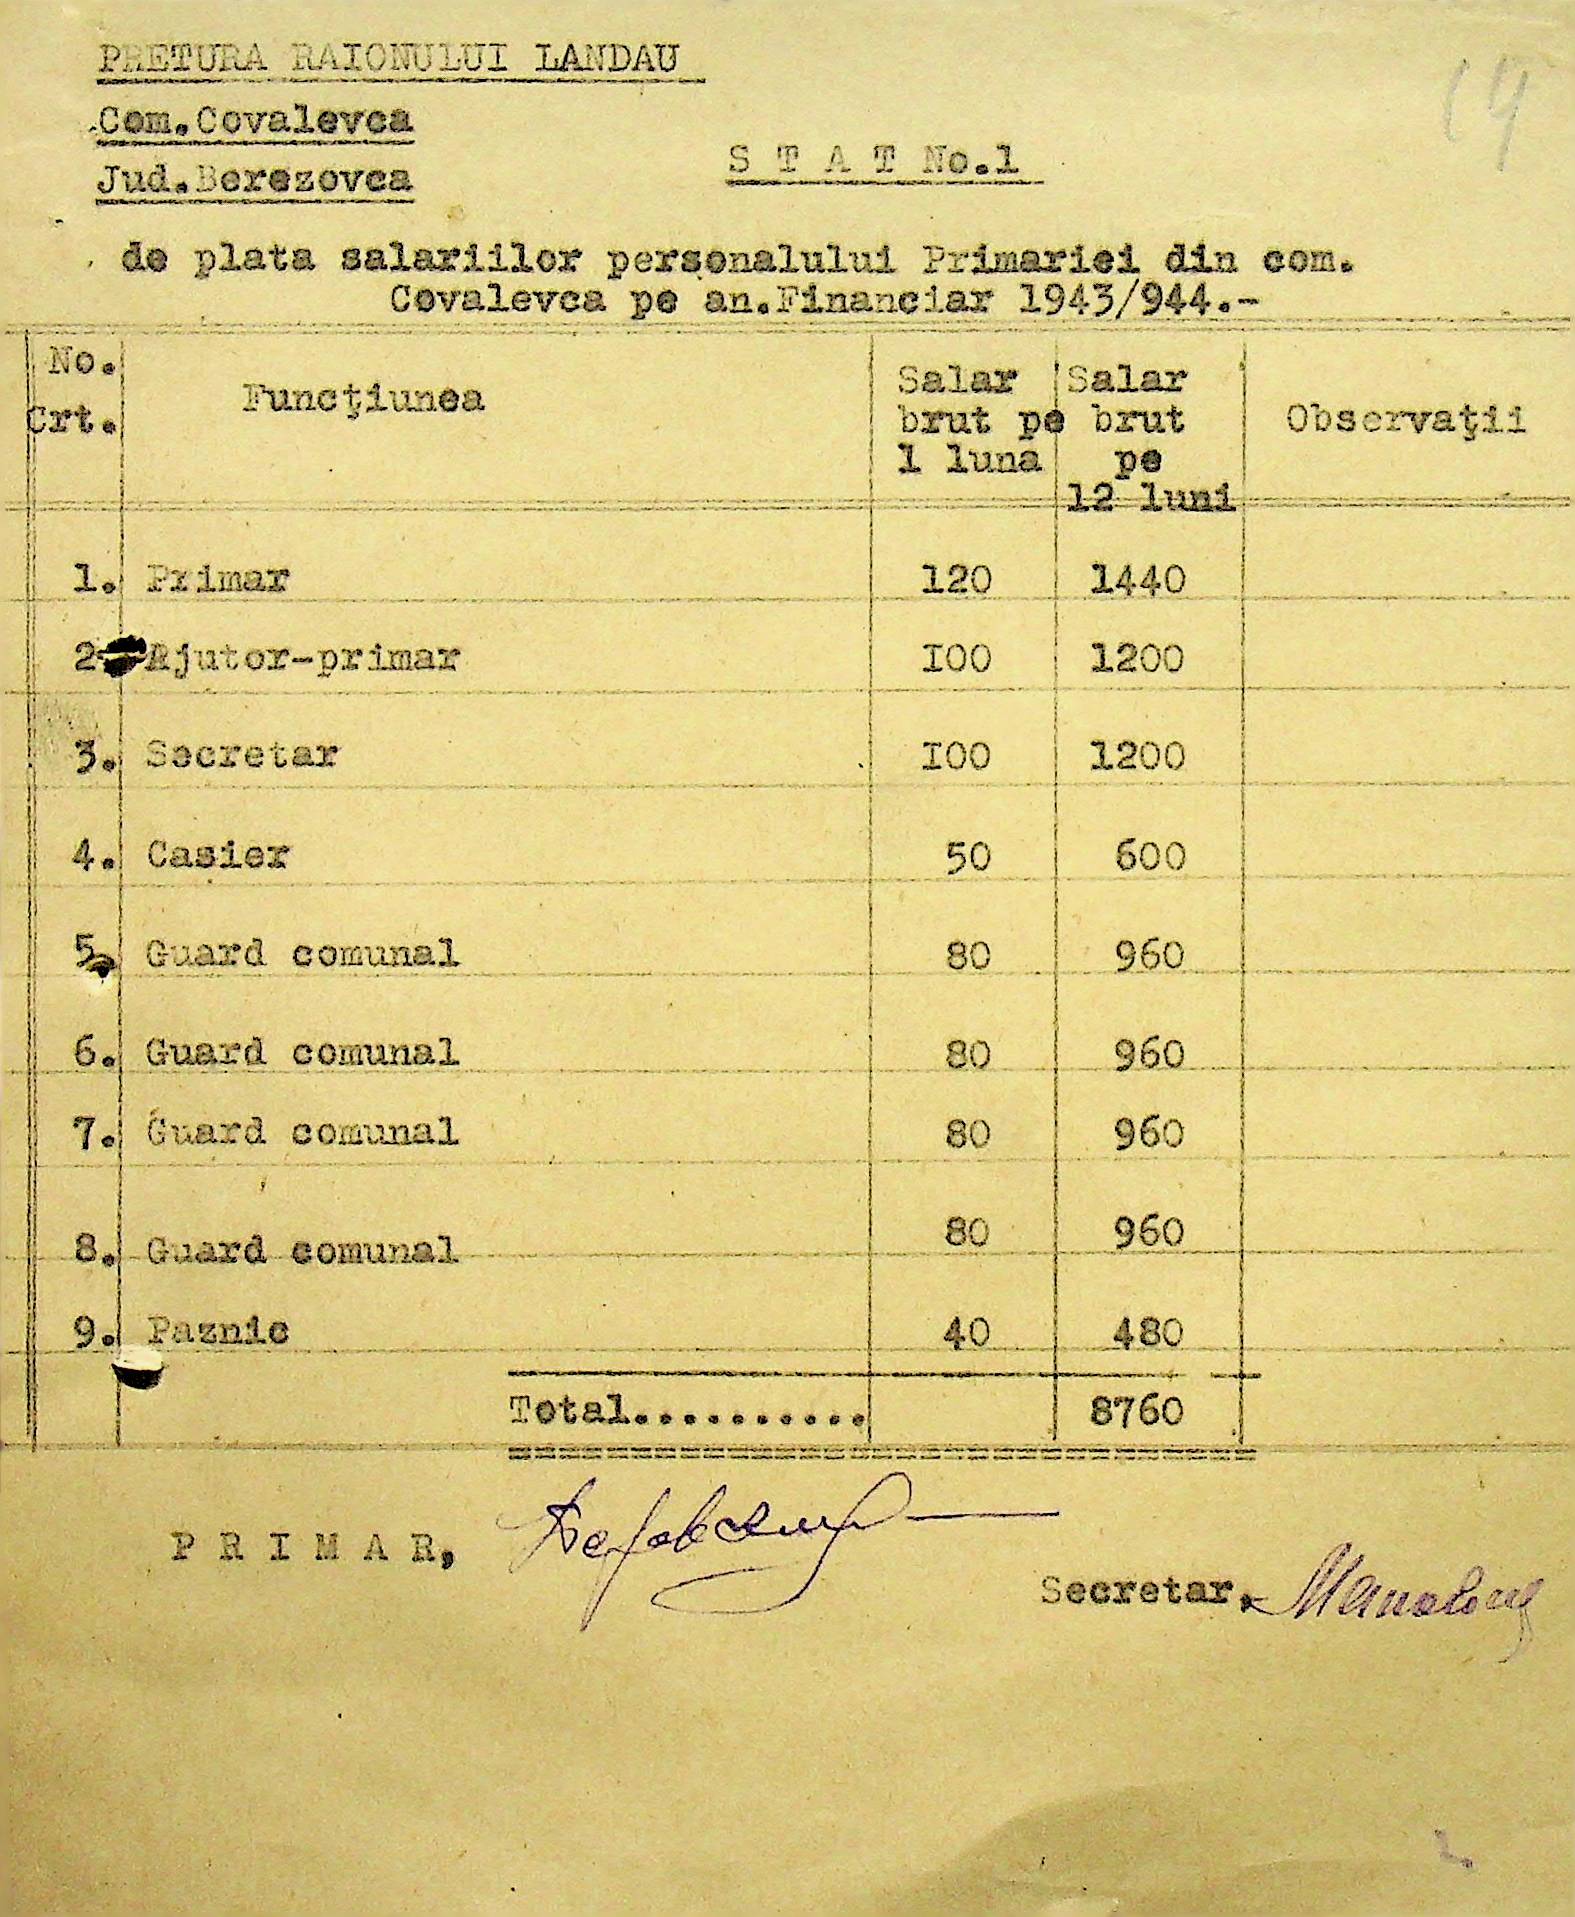 PRETURA RAIONULUI LANDAU
Com.Covalevca
Jud.Berezovca
14
S T A T No.1
de plata salariilor personalului Primariei din com.
Covalevca pe an.Financiar 1943/944.-
No. Crt. Funcţiunea Salar brut pe 1 luna Salar brut pe 12 luni Observaţii
1. Primar 120 1440
2. Ajutor-primar I00 1200
3. Secretar I00 1200
4. Casier 50 600
5. Guard comunal 80 960
6. Guard comunal 80 960
7. Guard comunal 80 960
8. Guard comunal 80 960
9. Paznic 40 480
Total.......... 8760
P R I M A R,
Secretar,